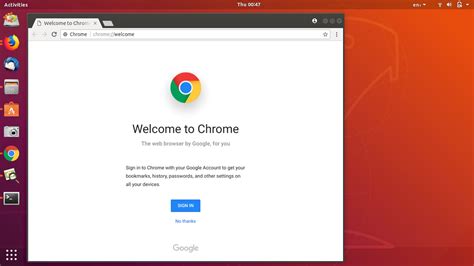 Activities
Thu 00:47
en₁
Welcome to Chrom
Chrome
chrome://welcome
Welcome to Chrome
The web browser by Google, for you
Sign in to Chrome with your Google Account to get your
bookmarks, history, passwords, and other settings on
all your devices.
SIGN IN
No thanks
Google